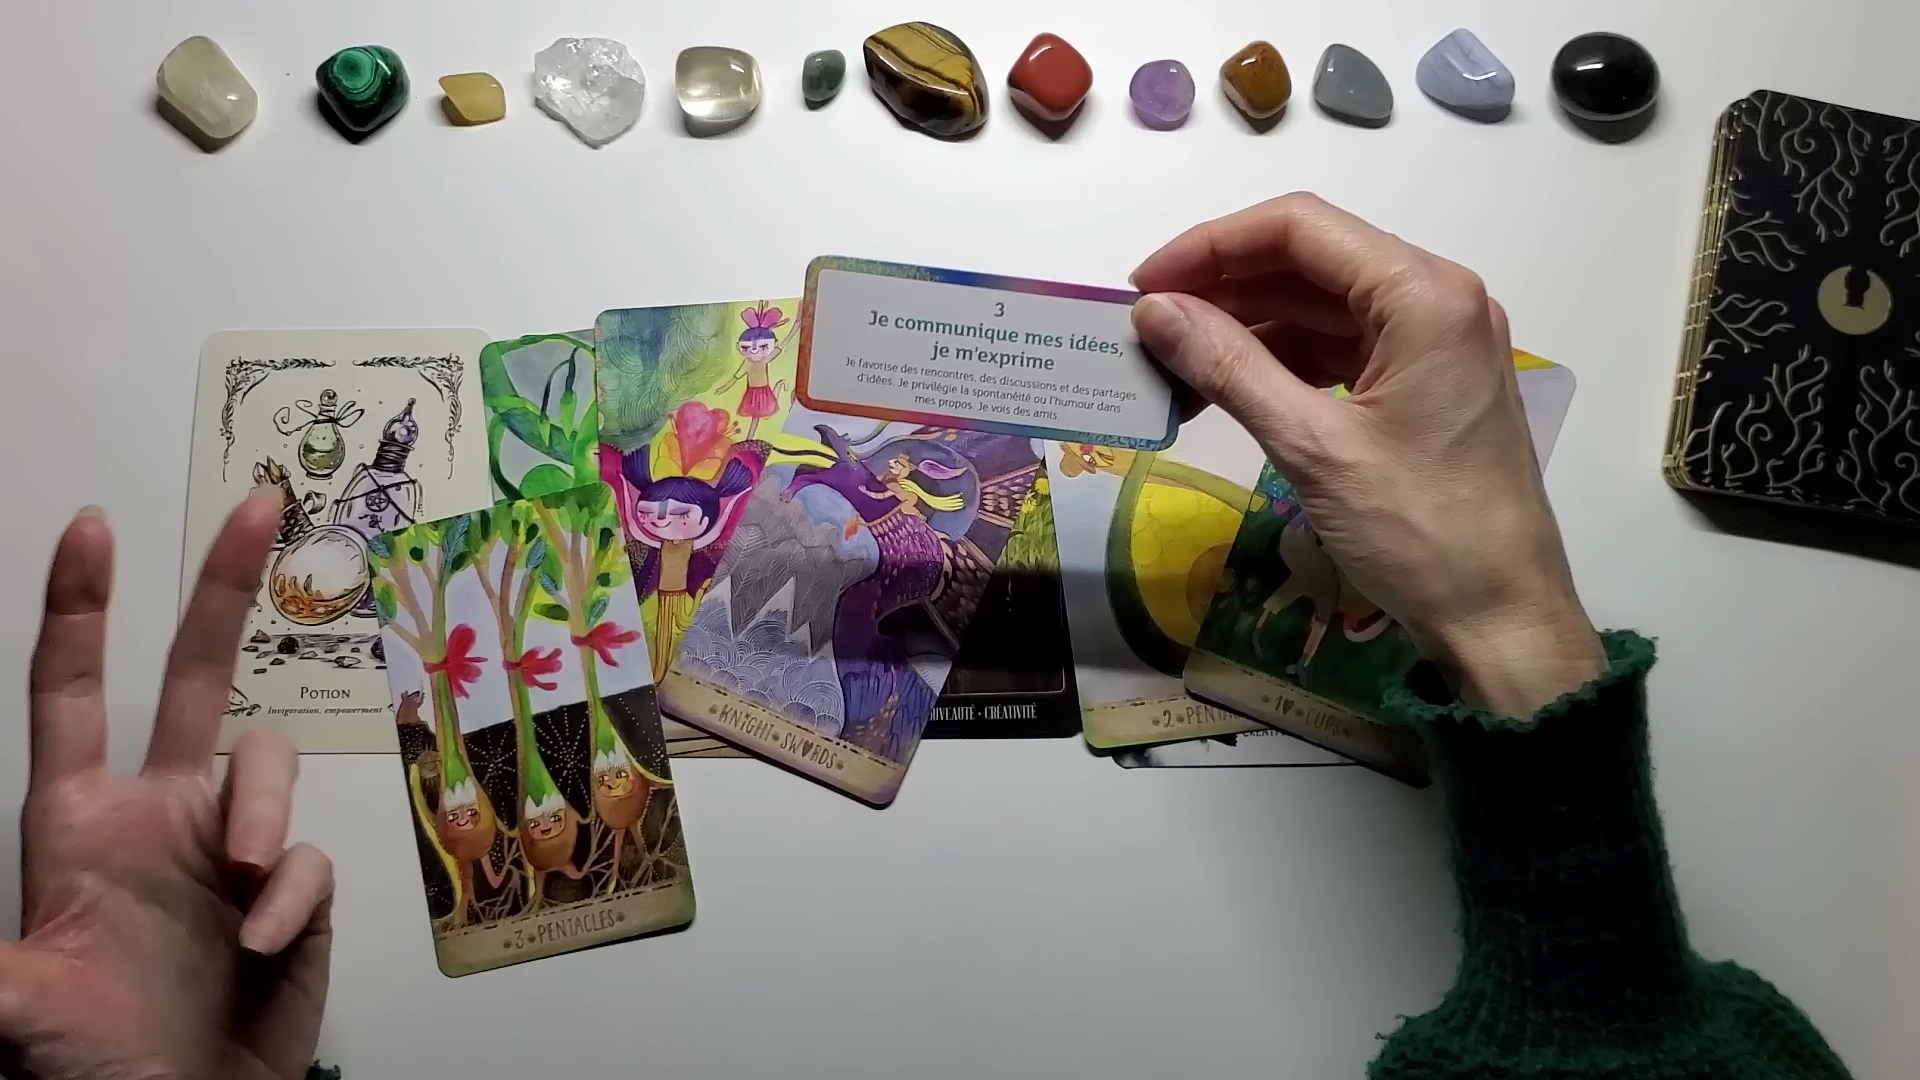 3
Je communique mes idées,
je m'exprime
Je favorise des rencontres, des discussions et des partages
d'idées. Je privilégie la spontanéité ou l'humour dans
mes propos. Je vois des amis.
POTION
Invigoration, empowerment
KNIGHT SWORDS
CRÉATIVITÉ
2
CUPS
3 PENTACLES